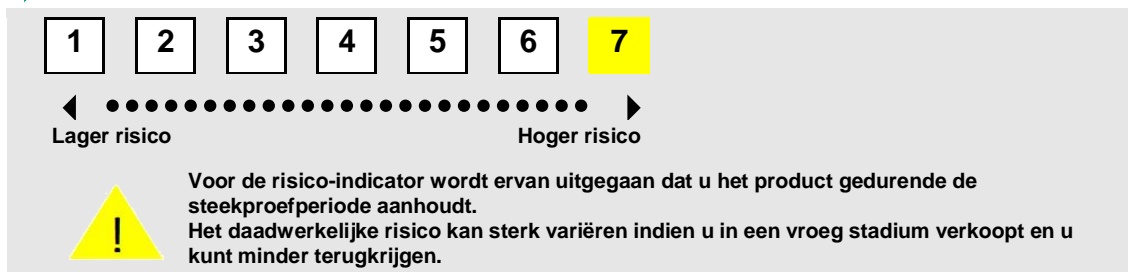 1 2 3 4 5 6 7
Lager risico Hoger risico
Voor de risico-indicator wordt ervan uitgegaan dat u het product gedurende de
steekproefperiode aanhoudt.
!
Het daadwerkelijke risico kan sterk variëren indien u in een vroeg stadium verkoopt en u
kunt minder terugkrijgen.